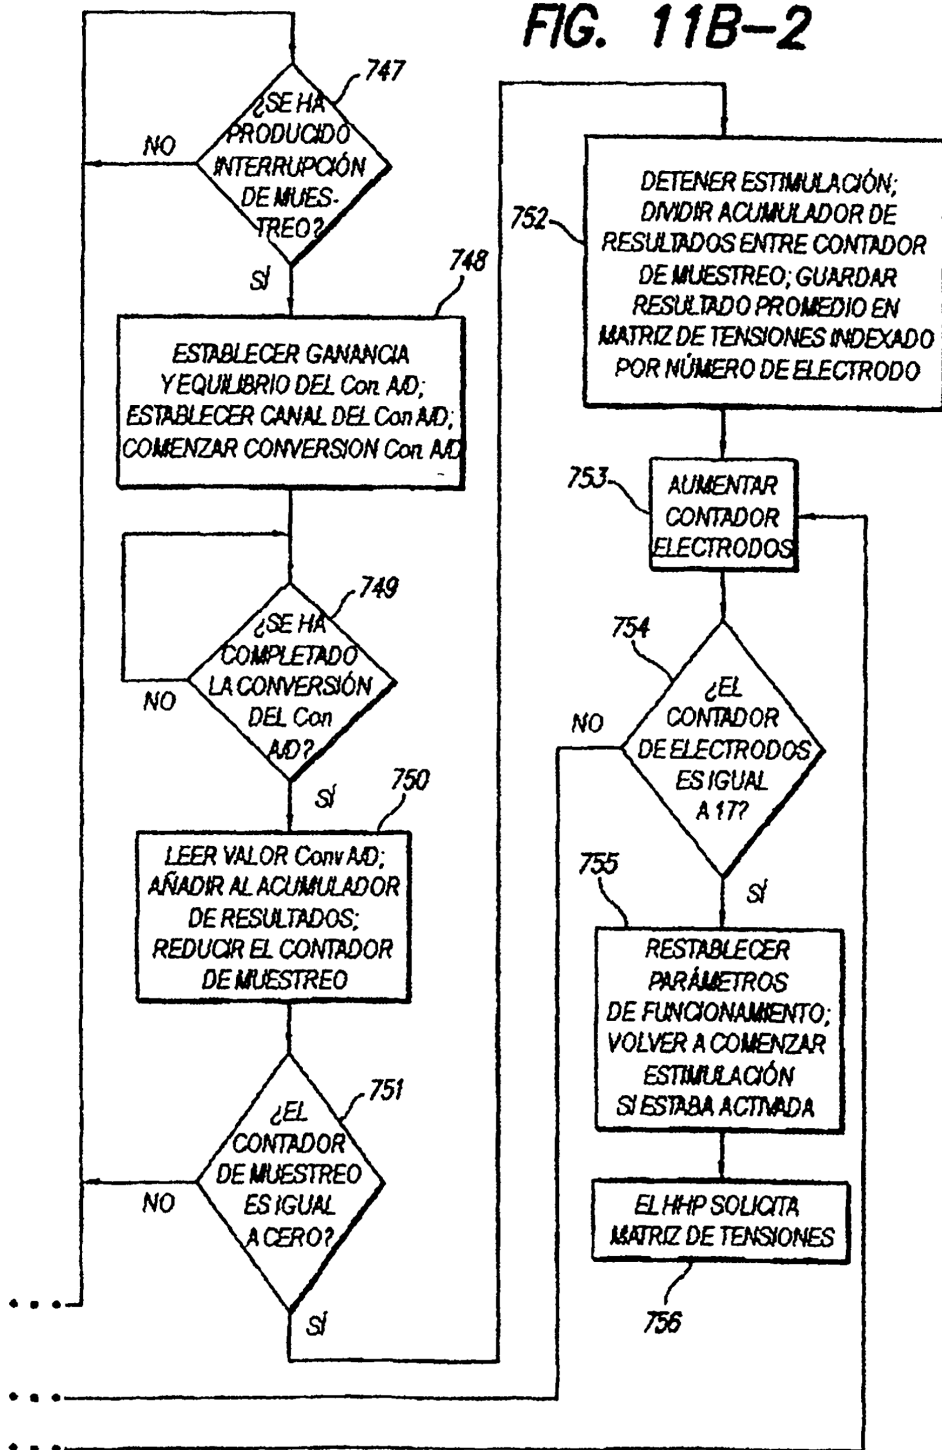 FIG. 11B-2
747
¿SE HA
PRODUCIDO
INTERRUPCIÓN
DE MUES-
TREO?
NO
SÍ
748
ESTABLECER GANANCIA
Y EQUILIBRIO DEL Con A/D;
ESTABLECER CANAL DEL Con A/D;
COMENZAR CONVERSION Con A/D
749
¿SE HA
COMPLETADO
LA CONVERSIÓN
DEL Con
A/D?
NO
SÍ
750
LEER VALOR Conv A/D;
AÑADIR AL ACUMULADOR
DE RESULTADOS;
REDUCIR EL CONTADOR
DE MUESTREO
751
¿EL
CONTADOR
DE MUESTREO
ES IGUAL
A CERO?
NO
SÍ
752
DETENER ESTIMULACIÓN;
DIVIDIR ACUMULADOR DE
RESULTADOS ENTRE CONTADOR
DE MUESTREO; GUARDAR
RESULTADO PROMEDIO EN
MATRIZ DE TENSIONES INDEXADO
POR NÚMERO DE ELECTRODO
753
AUMENTAR
CONTADOR
ELECTRODOS
754
¿EL
CONTADOR
DE ELECTRODOS
ES IGUAL
A 17?
NO
SÍ
755
RESTABLECER
PARÁMETROS
DE FUNCIONAMIENTO;
VOLVER A COMENZAR
ESTIMULACIÓN
SÍ ESTABA ACTIVADA
EL HHP SOLICITA
MATRIZ DE TENSIONES
756